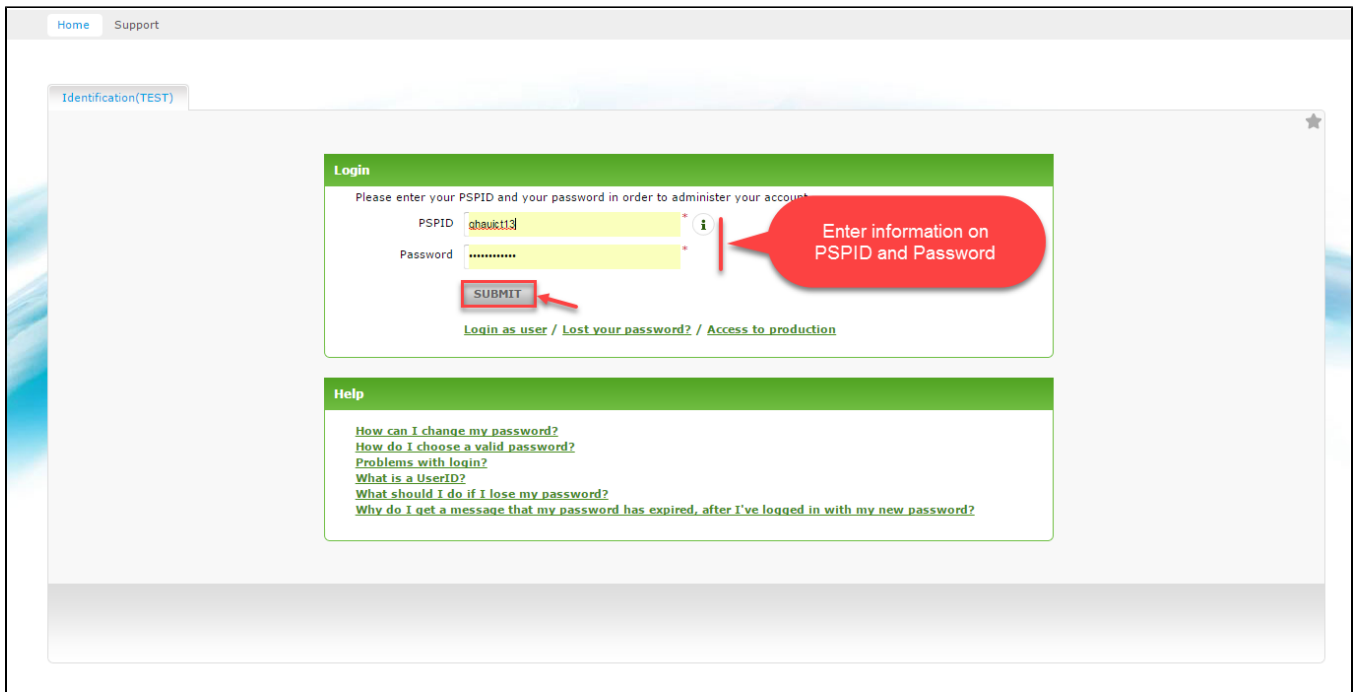 Home Support
Identification(TEST)
Login
Please enter your PSPID and your password in order to administer your account
PSPID qhauict13 * i
Password •••••••••••• *
Enter information on
PSPID and Password
SUBMIT
Login as user / Lost your password? / Access to production
Help
How can I change my password?
How do I choose a valid password?
Problems with login?
What is a UserID?
What should I do if I lose my password?
Why do I get a message that my password has expired, after I've logged in with my new password?